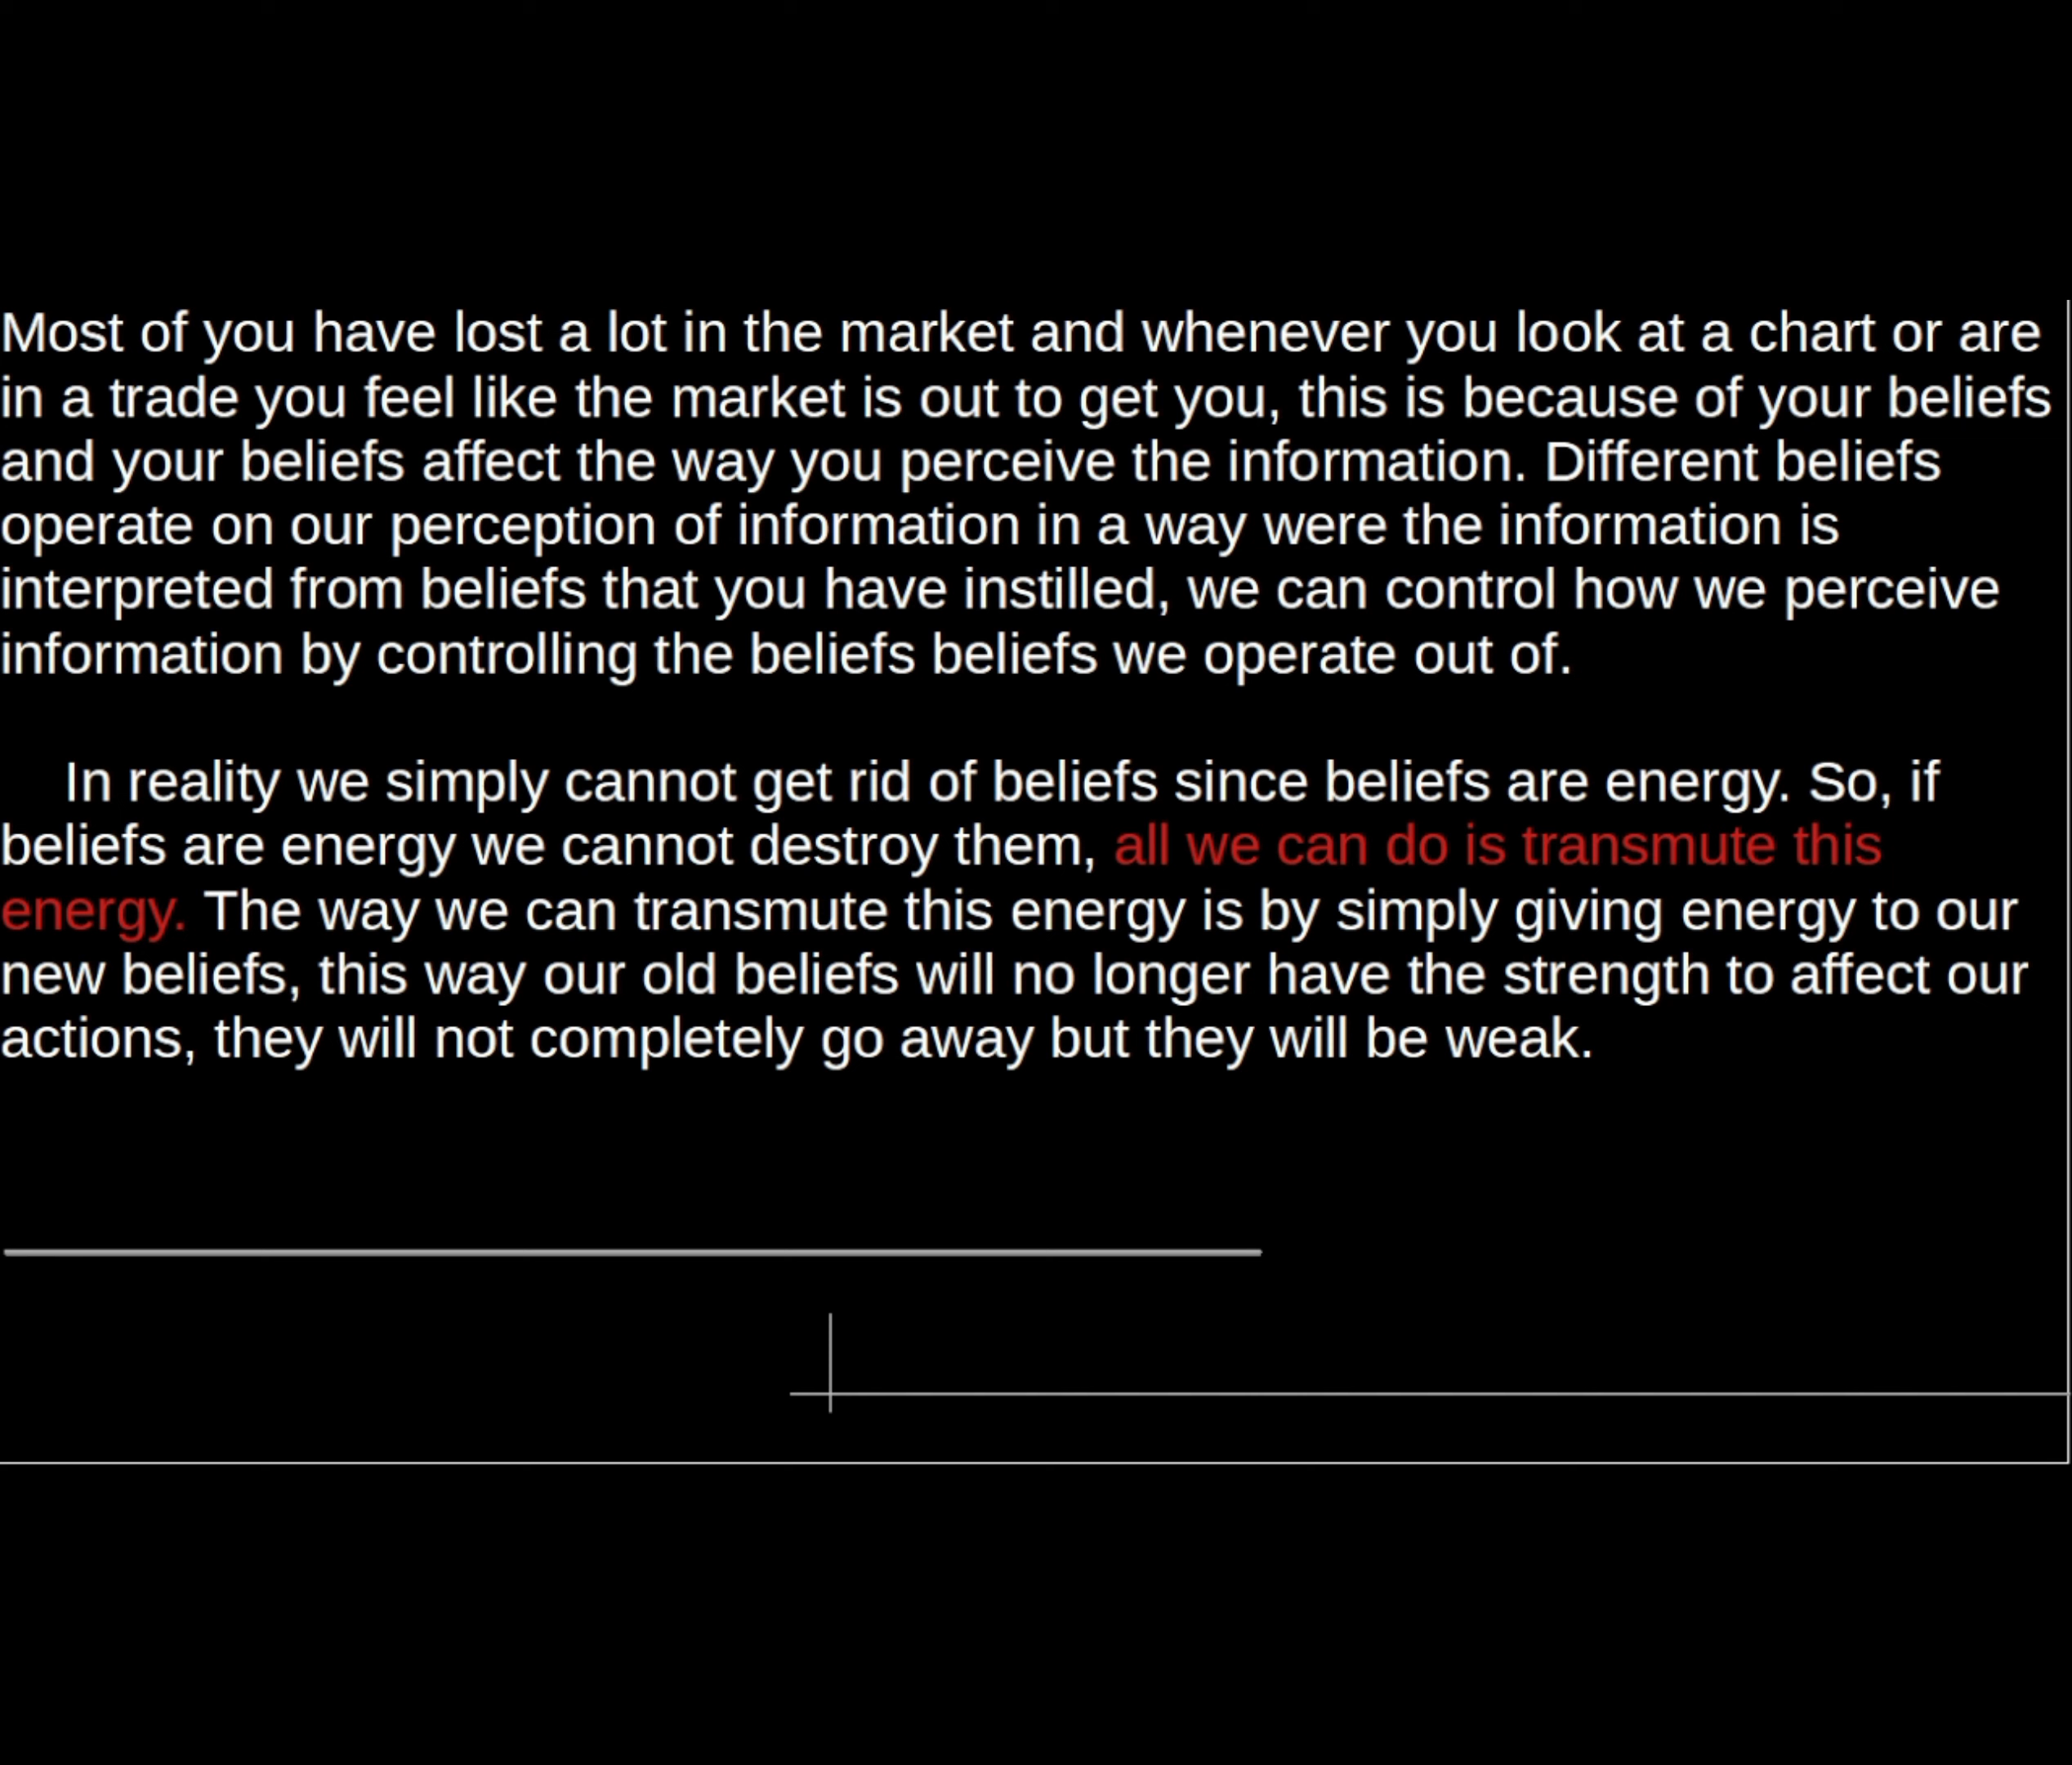 Most of you have lost a lot in the market and whenever you look at a chart or are
in a trade you feel like the market is out to get you, this is because of your beliefs
and your beliefs affect the way you perceive the information. Different beliefs
operate on our perception of information in a way were the information is
interpreted from beliefs that you have instilled, we can control how we perceive
information by controlling the beliefs beliefs we operate out of.
In reality we simply cannot get rid of beliefs since beliefs are energy. So, if
beliefs are energy we cannot destroy them, all we can do is transmute this
energy. The way we can transmute this energy is by simply giving energy to our
new beliefs, this way our old beliefs will no longer have the strength to affect our
actions, they will not completely go away but they will be weak.